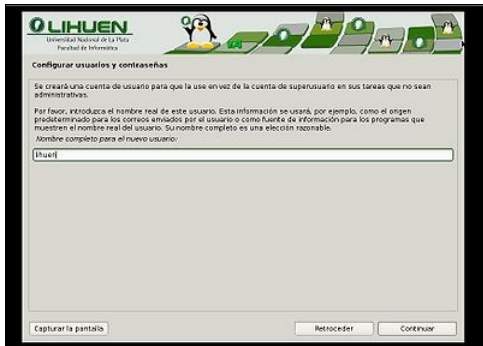 LIHUEN
Universidad Nacional de La Plata
Facultad de Informática
Configurar usuarios y contraseñas
Se creará una cuenta de usuario para que la use en vez de la cuenta de superusuario en sus tareas que no sean
administrativas.
Por favor, introduzca el nombre real de este usuario. Esta información se usará, por ejemplo, como el origen
predeterminado para los correos enviados por el usuario o como fuente de información para los programas que
muestren el nombre real del usuario. Su nombre completo es una elección razonable.
Nombre completo para el nuevo usuario:
lihuen
Capturar la pantalla
Retroceder
Continuar